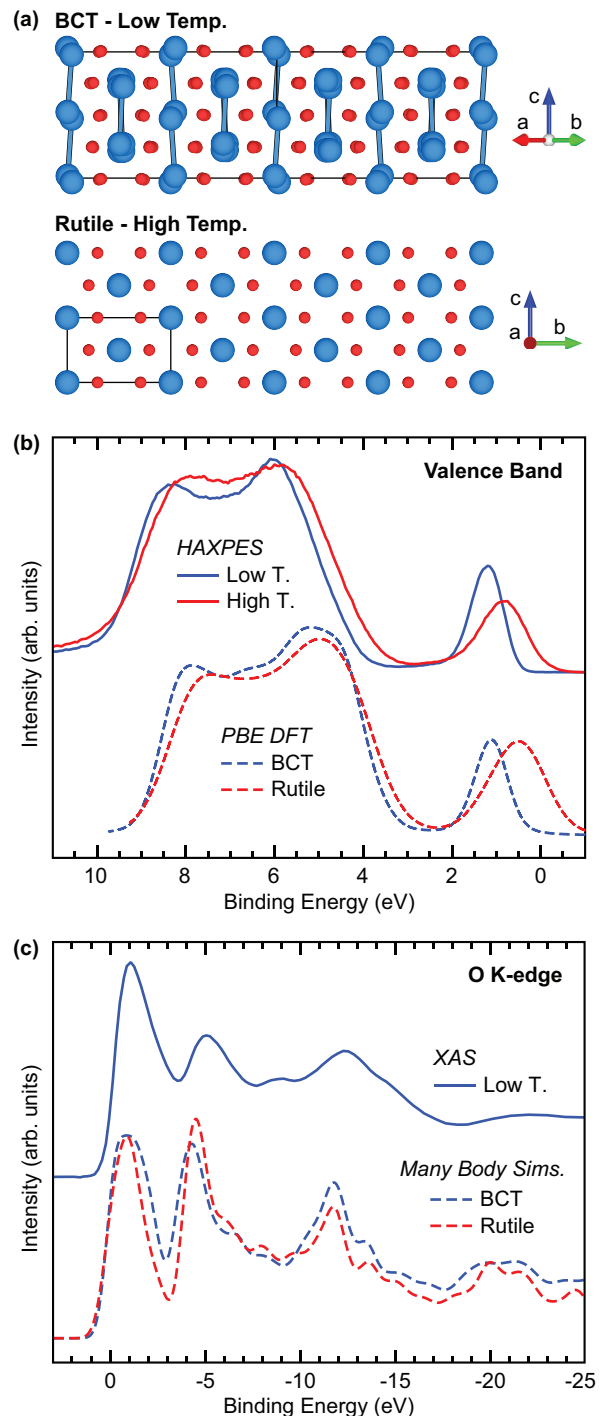 (a) BCT - Low Temp.
c
a b
Rutile - High Temp.
c
a b
(b)
Valence Band
HAXPES
Low T.
High T.
PBE DFT
BCT
Rutile
Intensity (arb. units)
10 8 6 4 2 0
Binding Energy (eV)
(c)
O K-edge
XAS
Low T.
Many Body Sims.
BCT
Rutile
Intensity (arb. units)
0 -5 -10 -15 -20 -25
Binding Energy (eV)